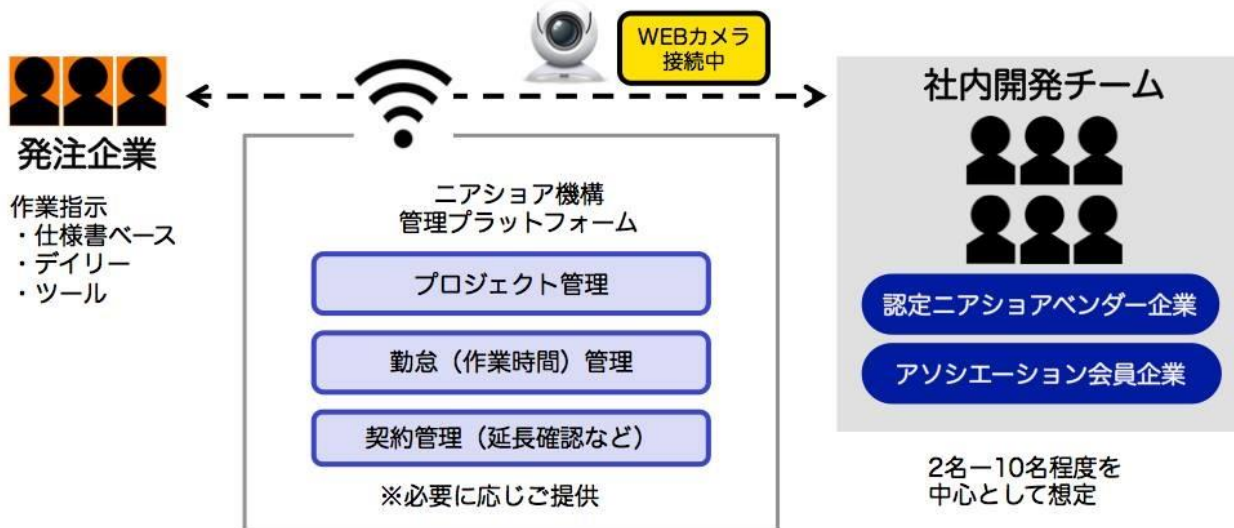 WEBカメラ
接続中
発注企業
作業指示
・仕様書ベース
・デイリー
・ツール
ニアショア機構
管理プラットフォーム
プロジェクト管理
勤怠（作業時間）管理
契約管理（延長確認など）
※必要に応じご提供
社内開発チーム
認定ニアショアベンダー企業
アソシエーション会員企業
2名ー10名程度を
中心として想定